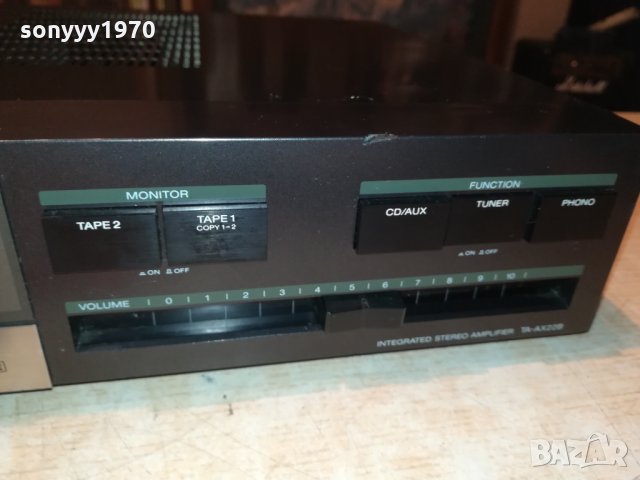 sonyyy1970
Marshall
MONITOR
FUNCTION
TAPE 2
TAPE 1
COPY 1-2
CD/AUX
TUNER
PHONO
ON OFF
ON OFF
VOLUME 0 1 2 3 4 5 6 7 8 9 10
INTEGRATED STEREO AMPLIFIER TA-AX22B
BAZAR